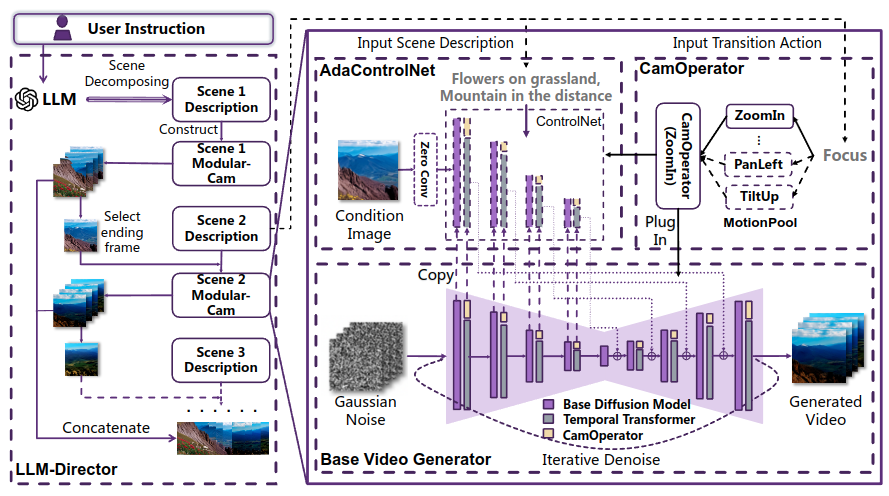 User Instruction
LLM
Scene
Decomposing
Scene 1
Description
Construct
Scene 1
Modular-
Cam
Select
ending
frame
Scene 2
Description
Scene 2
Modular-
Cam
Scene 3
Description
. . . . . .
Concatenate
LLM-Director
Input Scene Description
AdaControlNet
Flowers on grassland,
Mountain in the distance
ControlNet
Zero Conv
Condition
Image
Input Transition Action
CamOperator
CamOperator
(ZoomIn)
ZoomIn
PanLeft
TiltUp
MotionPool
Focus
Plug
In
Copy
Gaussian
Noise
Base Diffusion Model
Temporal Transformer
CamOperator
Generated
Video
Base Video Generator
Iterative Denoise